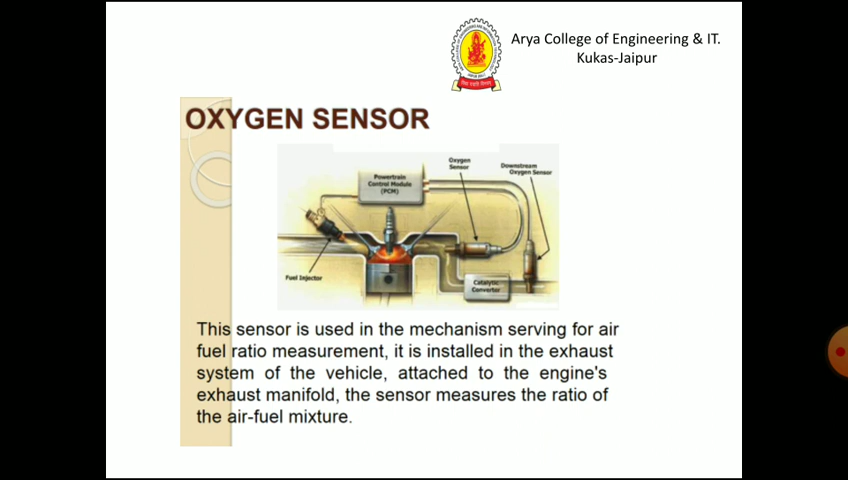 Arya College of Engineering & IT.
Kukas-Jaipur
OXYGEN SENSOR
Powertrain
Control Module
(PCM)
Oxygen
Sensor
Downstream
Oxygen Sensor
Fuel Injector
Catalytic
Converter
This sensor is used in the mechanism serving for air
fuel ratio measurement, it is installed in the exhaust
system of the vehicle, attached to the engine's
exhaust manifold, the sensor measures the ratio of
the air-fuel mixture.